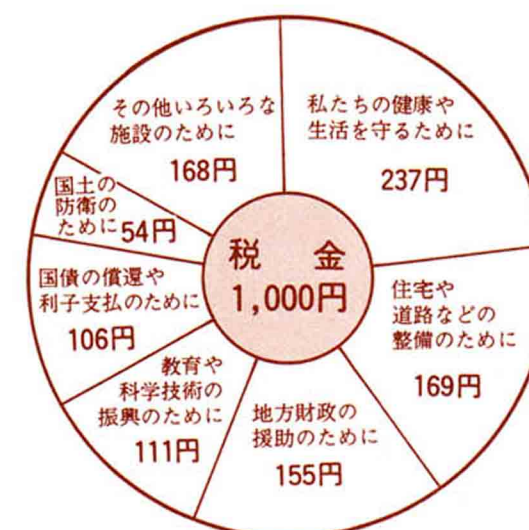 税 金
1,000円
私たちの健康や
生活を守るために
237円
住宅や
道路などの
整備のために
169円
地方財政の
援助のために
155円
教育や
科学技術の
振興のために
111円
国債の償還や
利子支払のために
106円
国土の
防衛の
ために54円
その他いろいろな
施設のために
168円